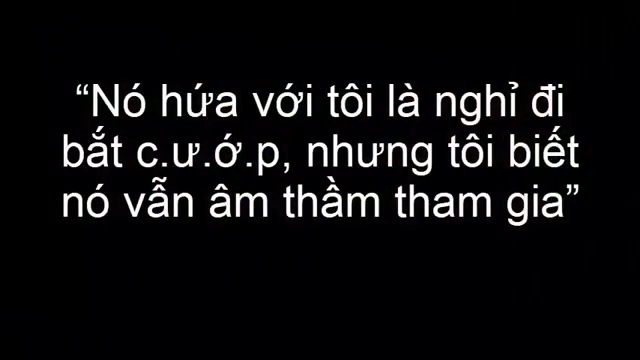 “Nó hứa với tôi là nghỉ đi
bắt c.ư.ớ.p, nhưng tôi biết
nó vẫn âm thầm tham gia”